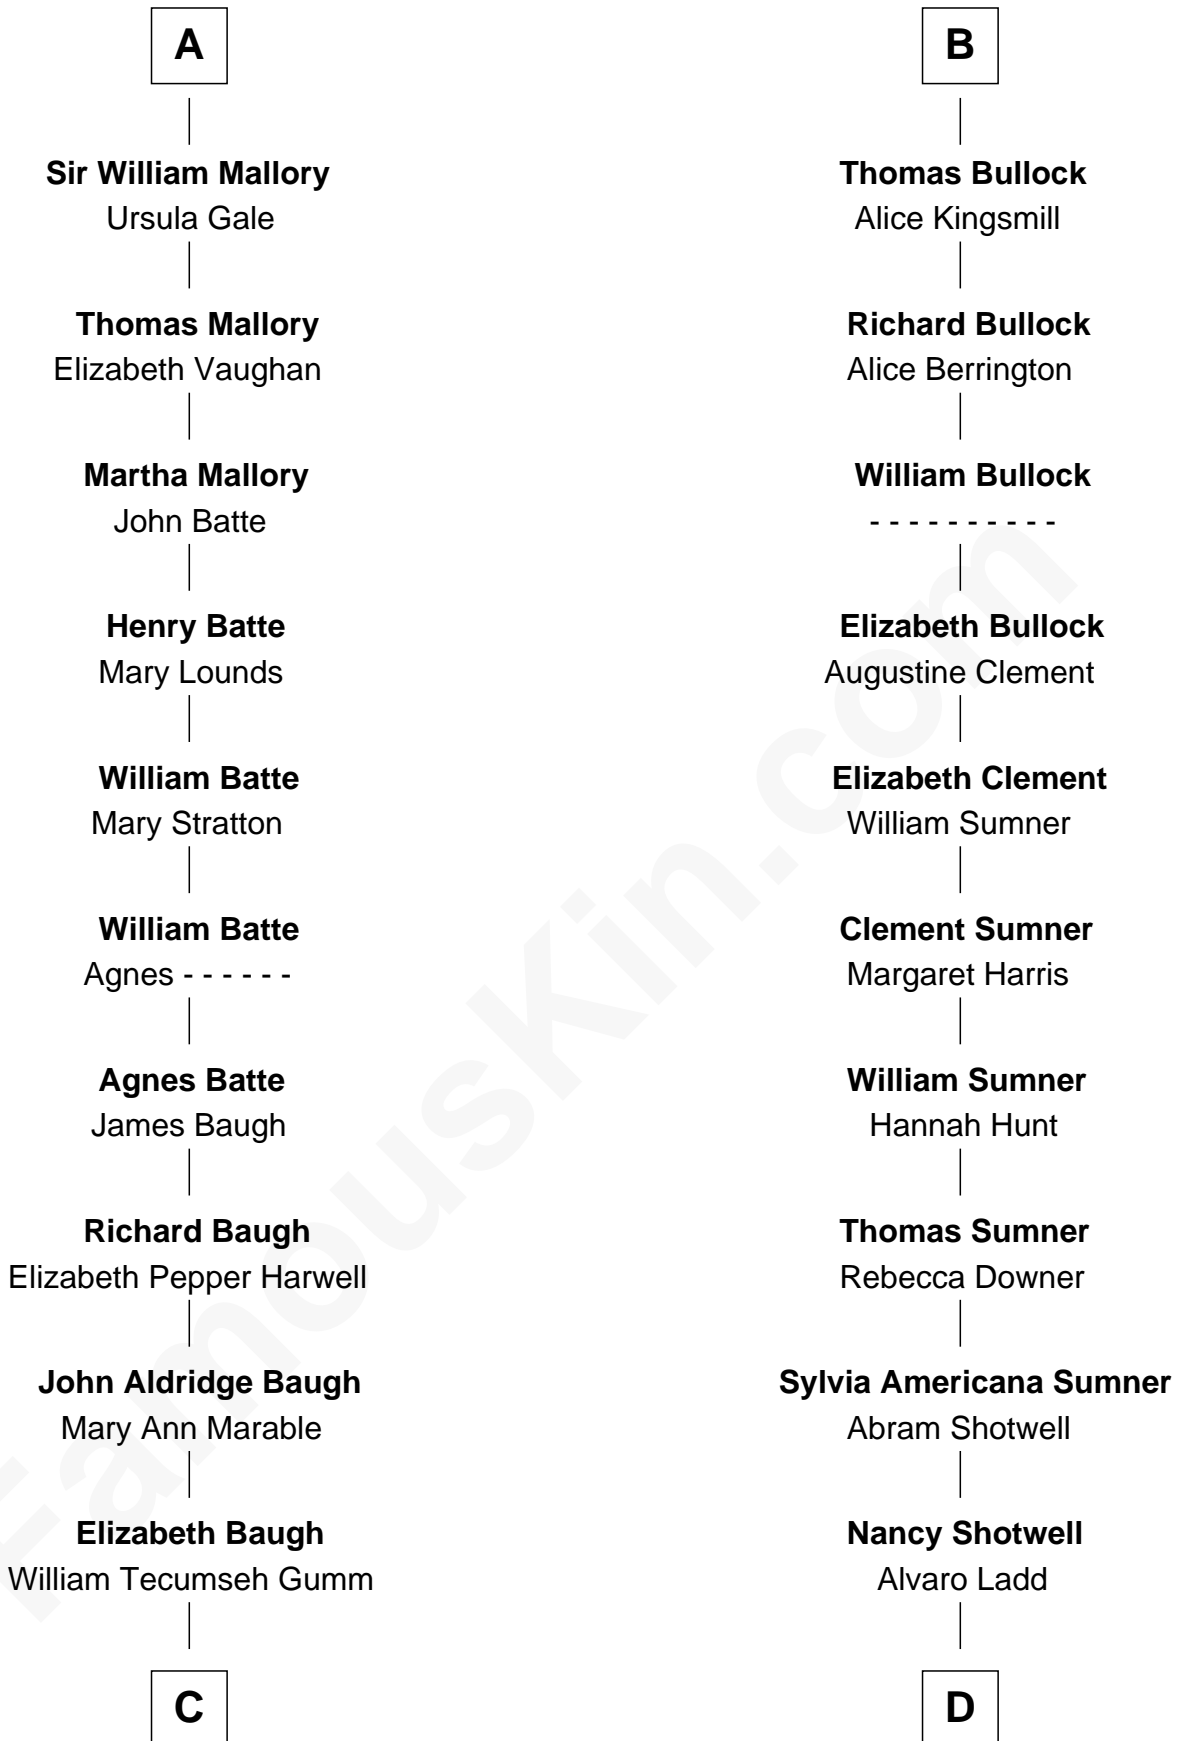 A
Sir William Mallory
Ursula Gale
Thomas Mallory
Elizabeth Vaughan
Martha Mallory
John Batte
Henry Batte
Mary Lounds
William Batte
Mary Stratton
William Batte
Agnes - - - - - -
Agnes Batte
James Baugh
Richard Baugh
Elizabeth Pepper Harwell
John Aldridge Baugh
Mary Ann Marable
Elizabeth Baugh
William Tecumseh Gumm
C
B
Thomas Bullock
Alice Kingsmill
Richard Bullock
Alice Berrington
William Bullock
- - - - - - - - - -
Elizabeth Bullock
Augustine Clement
Elizabeth Clement
William Sumner
Clement Sumner
Margaret Harris
William Sumner
Hannah Hunt
Thomas Sumner
Rebecca Downer
Sylvia Americana Sumner
Abram Shotwell
Nancy Shotwell
Alvaro Ladd
D
FamousKin.com